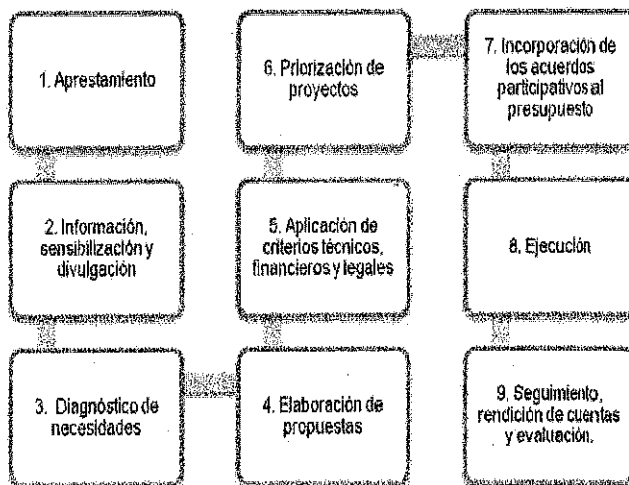 1. Aprestamiento
2. Información,
sensibilización y
divulgación
3. Diagnóstico de
necesidades
4. Elaboración de
propuestas
5. Aplicación de
criterios técnicos,
financieros y legales
6. Priorización de
proyectos
7. Incorporación de
los acuerdos
participativos al
presupuesto
8. Ejecución
9. Seguimiento,
rendición de cuentas
y evaluación.